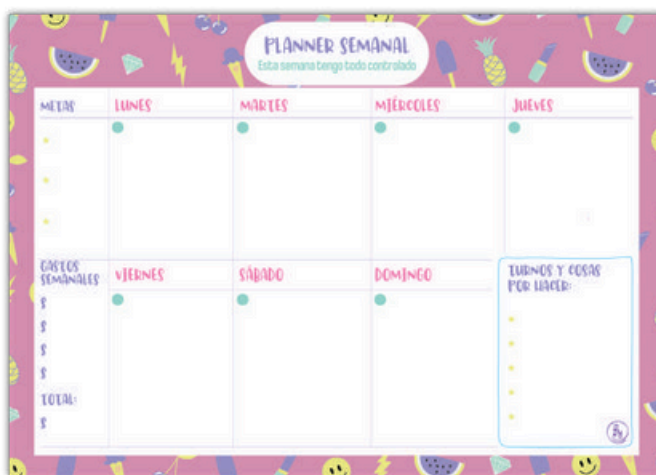 PLANNER SEMANAL
Esta semana tengo todo controlado
METAS
LUNES
MARTES
MIÉRCOLES
JUEVES
GASTOS
SEMANALES
$
$
$
$
TOTAL:
$
VIERNES
SÁBADO
DOMINGO
TURNOS Y COSAS
POR HACER: